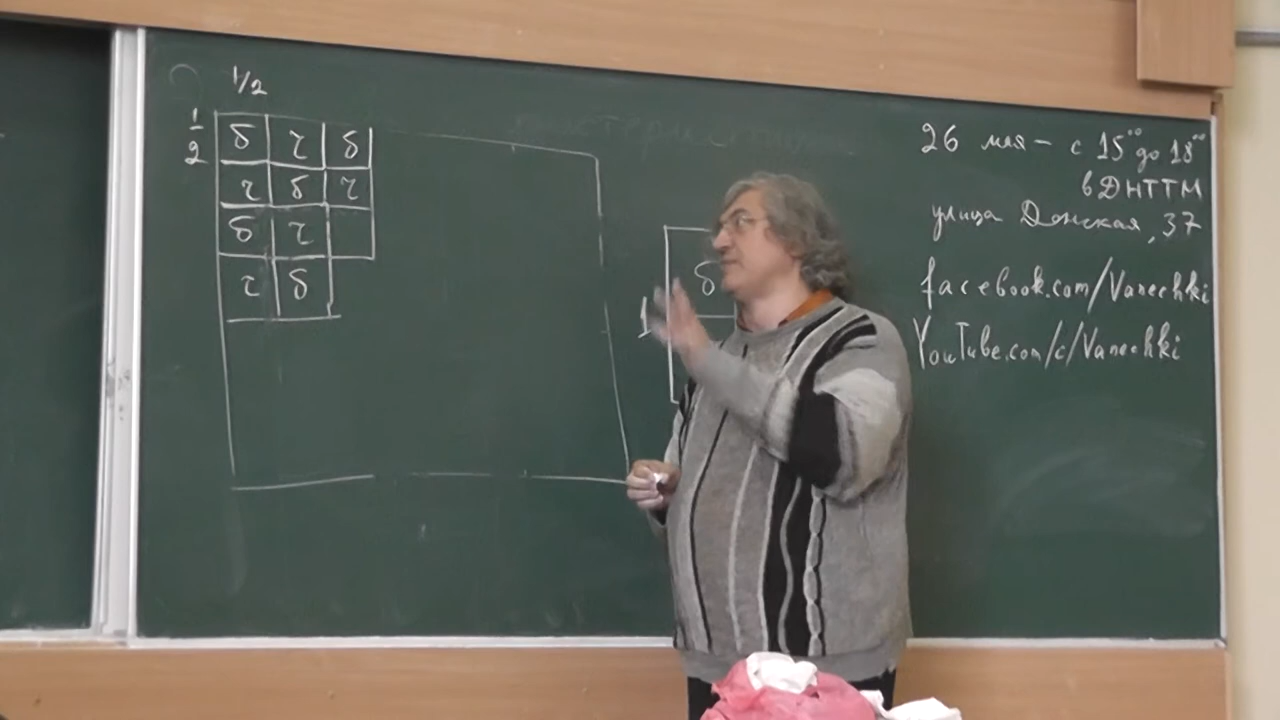 1/2
1/2
б ч б
ч б ч
б ч
ч б
1
б
26 мая - с 15⁰⁰ до 18⁰⁰
в ДНТТМ
улица Донская, 37
facebook.com/Vanechki
YouTube.com/c/Vanechki